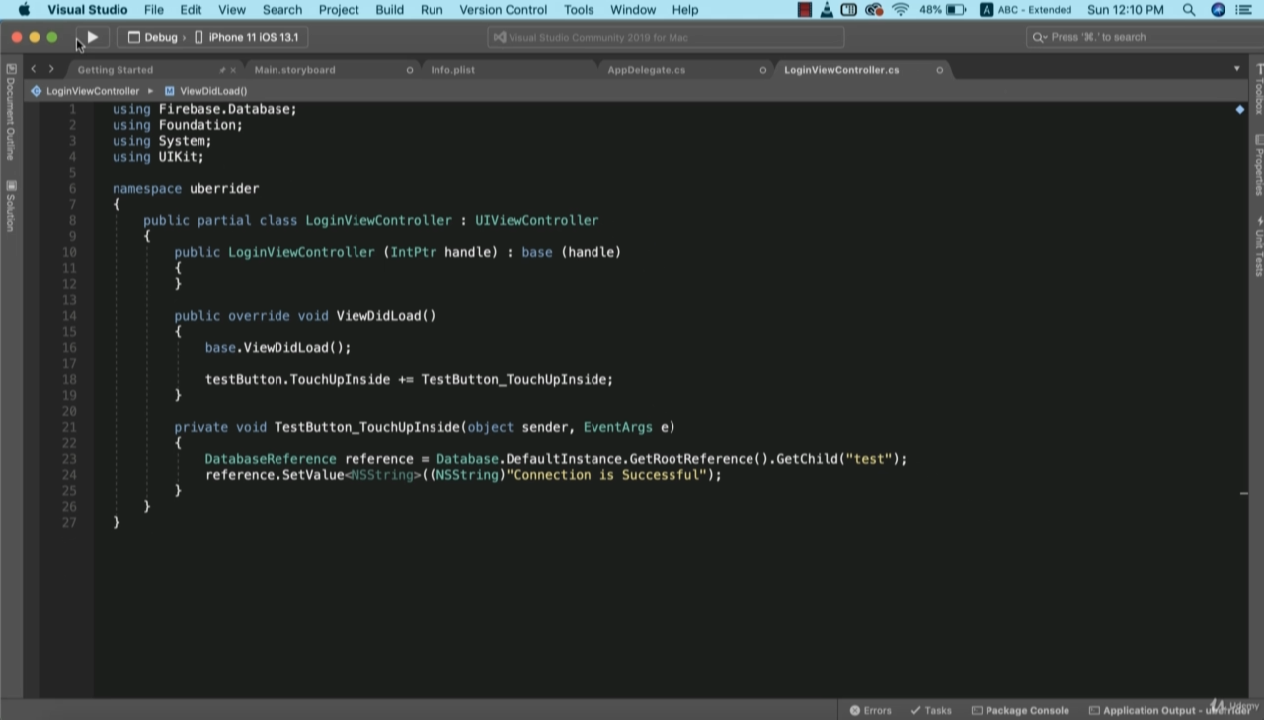 Visual Studio File Edit View Search Project Build Run Version Control Tools Window Help 48% ABC - Extended Sun 12:10 PM
Debug › iPhone 11 iOS 13.1 Visual Studio Community 2019 for Mac Press '⌘.' to search
Getting Started Main.storyboard Info.plist AppDelegate.cs LoginViewController.cs
LoginViewController ▸ M ViewDidLoad()
Document Outline
Solution
Toolbox
Properties
Unit Tests
1 using Firebase.Database;
2 using Foundation;
3 using System;
4 using UIKit;
5
6 namespace uberrider
7 {
8 public partial class LoginViewController : UIViewController
9 {
10 public LoginViewController (IntPtr handle) : base (handle)
11 {
12 }
13
14 public override void ViewDidLoad()
15 {
16 base.ViewDidLoad();
17
18 testButton.TouchUpInside += TestButton_TouchUpInside;
19 }
20
21 private void TestButton_TouchUpInside(object sender, EventArgs e)
22 {
23 DatabaseReference reference = Database.DefaultInstance.GetRootReference().GetChild("test");
24 reference.SetValue<NSString>((NSString)"Connection is Successful");
25 }
26 }
27 }
Errors Tasks Package Console Application Output - uberrider
Udemy